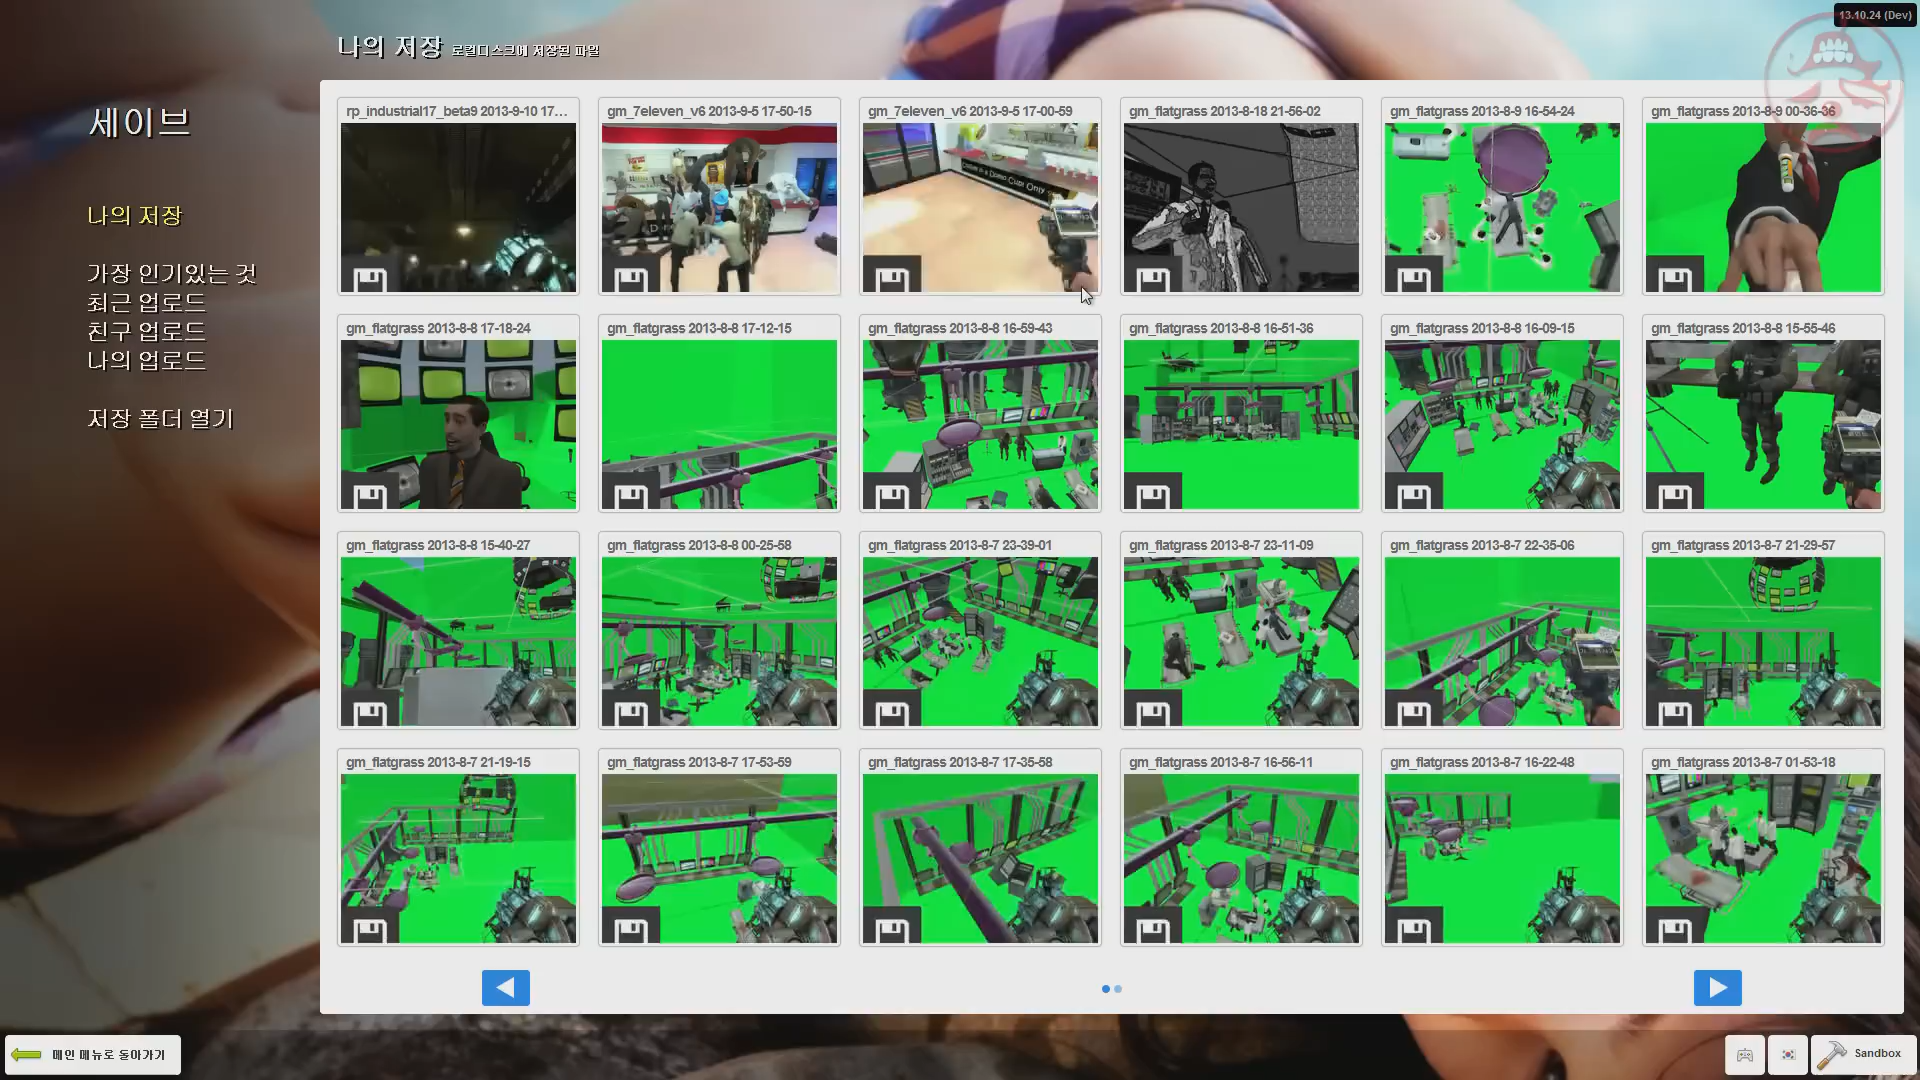 13.10.24 (Dev)
나의 저장 로컬디스크에 저장된 파일
세이브
나의 저장
가장 인기있는 것
최근 업로드
친구 업로드
나의 업로드
저장 폴더 열기
rp_industrial17_beta9 2013-9-10 17...
gm_7eleven_v6 2013-9-5 17-50-15
gm_7eleven_v6 2013-9-5 17-00-59
gm_flatgrass 2013-8-18 21-56-02
gm_flatgrass 2013-8-9 16-54-24
gm_flatgrass 2013-8-9 00-36-36
gm_flatgrass 2013-8-8 17-18-24
gm_flatgrass 2013-8-8 17-12-15
gm_flatgrass 2013-8-8 16-59-43
gm_flatgrass 2013-8-8 16-51-36
gm_flatgrass 2013-8-8 16-09-15
gm_flatgrass 2013-8-8 15-55-46
gm_flatgrass 2013-8-8 15-40-27
gm_flatgrass 2013-8-8 00-25-58
gm_flatgrass 2013-8-7 23-39-01
gm_flatgrass 2013-8-7 23-11-09
gm_flatgrass 2013-8-7 22-35-06
gm_flatgrass 2013-8-7 21-29-57
gm_flatgrass 2013-8-7 21-19-15
gm_flatgrass 2013-8-7 17-53-59
gm_flatgrass 2013-8-7 17-35-58
gm_flatgrass 2013-8-7 16-56-11
gm_flatgrass 2013-8-7 16-22-48
gm_flatgrass 2013-8-7 01-53-18
메인 메뉴로 돌아가기
Sandbox